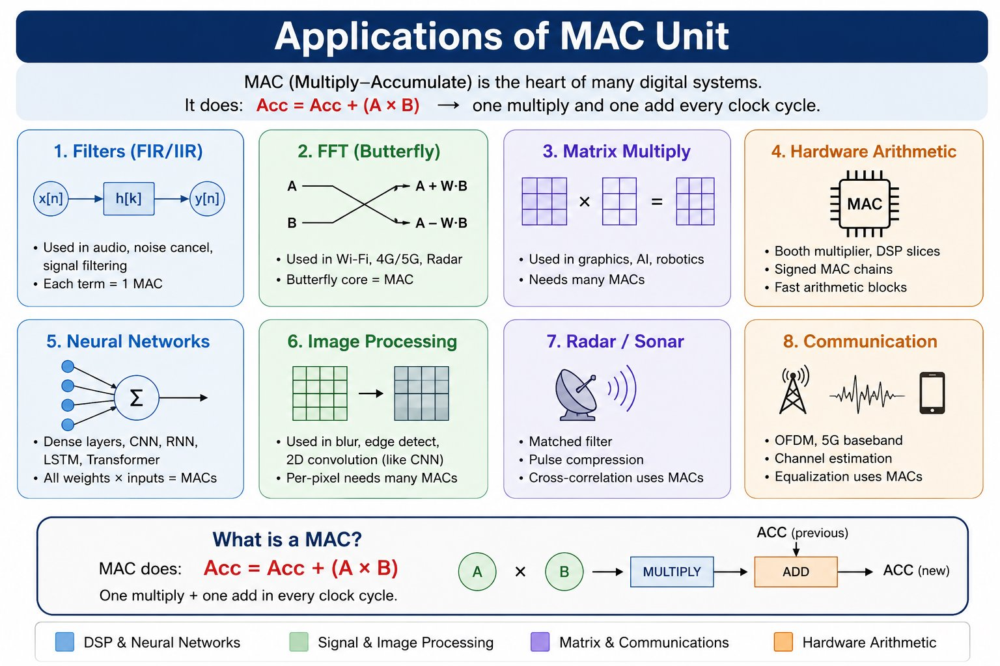 Applications of MAC Unit
MAC (Multiply–Accumulate) is the heart of many digital systems.
It does: Acc = Acc + (A × B) → one multiply and one add every clock cycle.
1. Filters (FIR/IIR)
x[n] h[k] y[n]
• Used in audio, noise cancel,
signal filtering
• Each term = 1 MAC
2. FFT (Butterfly)
A A + W·B
B A – W·B
• Used in Wi-Fi, 4G/5G, Radar
• Butterfly core = MAC
3. Matrix Multiply
× =
• Used in graphics, AI, robotics
• Needs many MACs
4. Hardware Arithmetic
MAC
• Booth multiplier, DSP slices
• Signed MAC chains
• Fast arithmetic blocks
5. Neural Networks
Σ
• Dense layers, CNN, RNN,
LSTM, Transformer
• All weights × inputs = MACs
6. Image Processing
• Used in blur, edge detect,
2D convolution (like CNN)
• Per-pixel needs many MACs
7. Radar / Sonar
• Matched filter
• Pulse compression
• Cross-correlation uses MACs
8. Communication
• OFDM, 5G baseband
• Channel estimation
• Equalization uses MACs
What is a MAC?
MAC does: Acc = Acc + (A × B)
One multiply + one add in every clock cycle.
ACC (previous)
A × B MULTIPLY ADD ACC (new)
DSP & Neural Networks
Signal & Image Processing
Matrix & Communications
Hardware Arithmetic